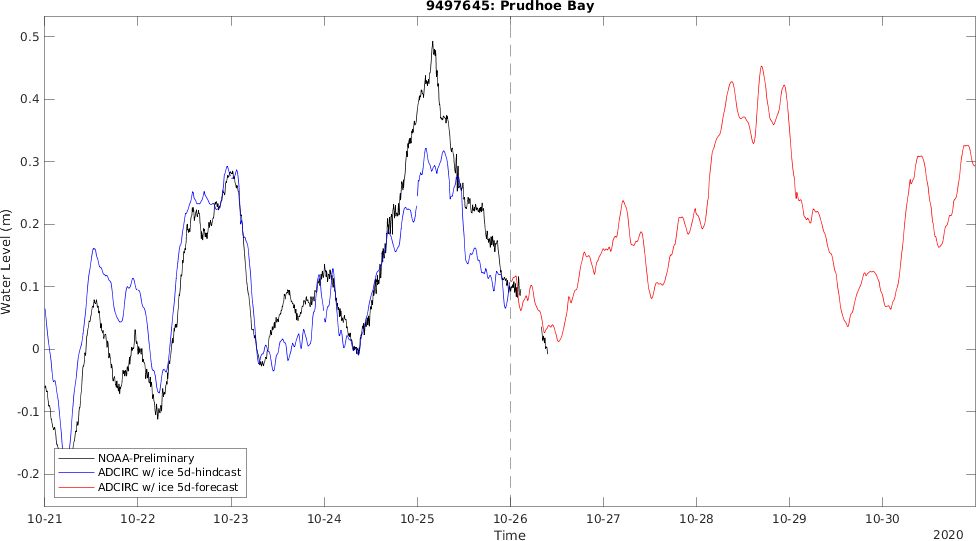 9497645: Prudhoe Bay
0.5
0.4
0.3
0.2
0.1
0
-0.1
-0.2
Water Level (m)
NOAA-Preliminary
ADCIRC w/ ice 5d-hindcast
ADCIRC w/ ice 5d-forecast
10-21 10-22 10-23 10-24 10-25 10-26 10-27 10-28 10-29 10-30
Time
2020